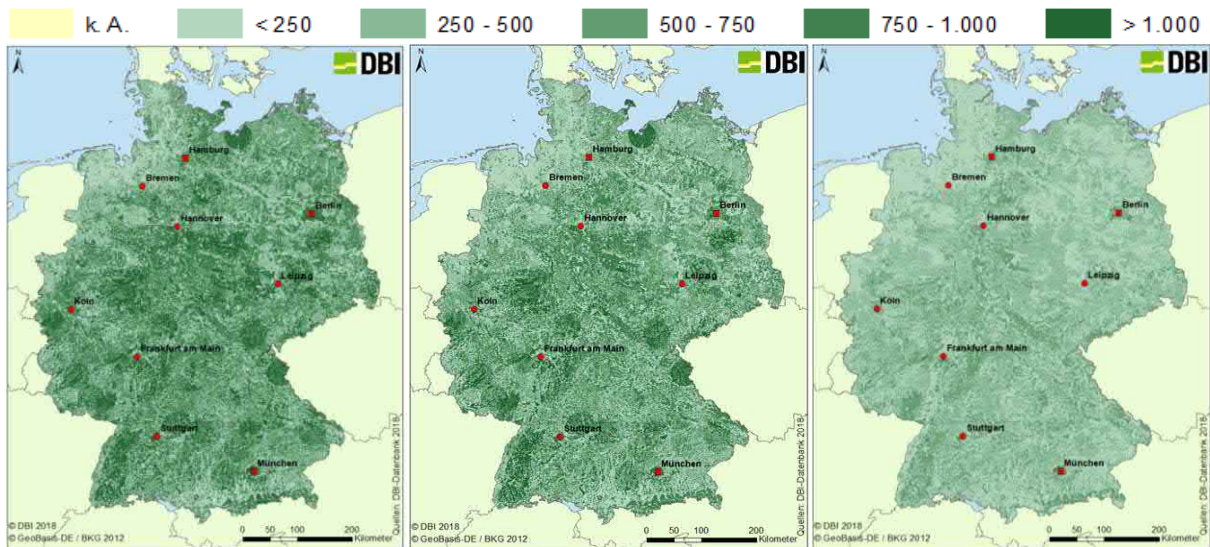 k. A. < 250 250 - 500 500 - 750 750 - 1.000 > 1.000
N
DBI
Hamburg
Bremen
Berlin
Hannover
Leipzig
Köln
Frankfurt am Main
Stuttgart
München
Quellen: DBI-Datenbank 2018
© DBI 2018
© GeoBasis-DE / BKG 2012
0 100 200
Kilometer
N
DBI
Hamburg
Bremen
Berlin
Hannover
Leipzig
Köln
Frankfurt am Main
Stuttgart
München
Quellen: DBI-Datenbank 2018
© DBI 2018
© GeoBasis-DE / BKG 2012
0 100 200
Kilometer
N
DBI
Hamburg
Bremen
Berlin
Hannover
Leipzig
Köln
Frankfurt am Main
Stuttgart
München
Quellen: DBI-Datenbank 2018
© DBI 2018
© GeoBasis-DE / BKG 2012
0 100 200
Kilometer